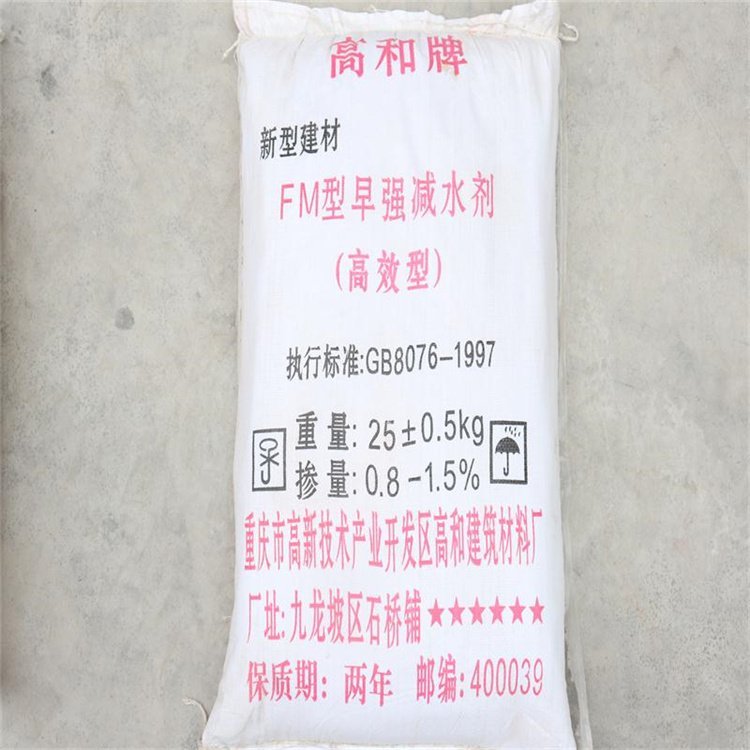 高和牌
新型建材
FM型早强减水剂
(高效型)
执行标准:GB8076-1997
重量:25±0.5kg
掺量:0.8-1.5%
重庆市高新技术产业开发区高和建筑材料厂
厂址:九龙坡区石桥铺★★★★★★
保质期:两年 邮编:400039